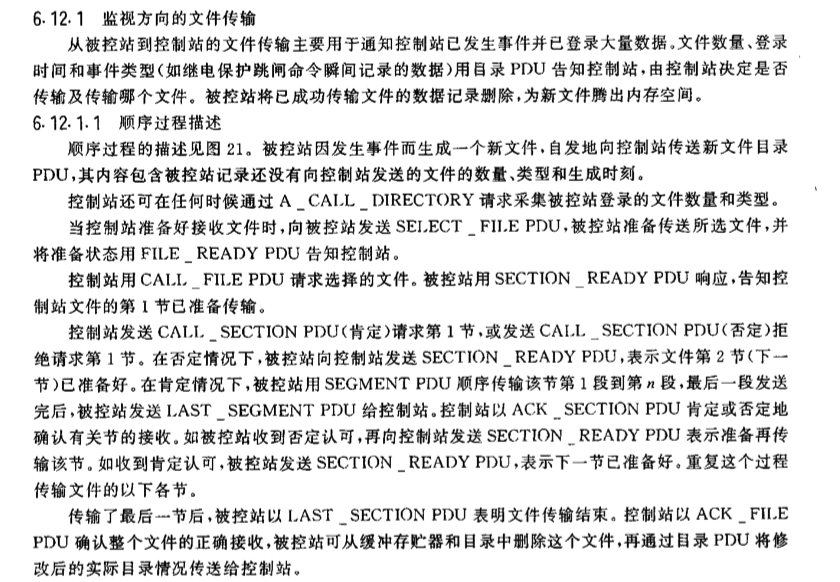 6.12.1 监视方向的文件传输
从被控站到控制站的文件传输主要用于通知控制站已发生事件并已登录大量数据。文件数量、登录
时间和事件类型(如继电保护跳闸命令瞬间记录的数据)用目录 PDU 告知控制站,由控制站决定是否
传输及传输哪个文件。被控站将已成功传输文件的数据记录删除,为新文件腾出内存空间。
6.12.1.1 顺序过程描述
顺序过程的描述见图 21。被控站因发生事件而生成一个新文件,自发地向控制站传送新文件目录
PDU,其内容包含被控站记录还没有向控制站发送的文件的数量、类型和生成时刻。
控制站还可在任何时候通过 A_CALL_DIRECTORY 请求采集被控站登录的文件数量和类型。
当控制站准备好接收文件时,向被控站发送 SELECT_FILE PDU,被控站准备传送所选文件,并
将准备状态用 FILE_READY PDU 告知控制站。
控制站用 CALL_FILE PDU 请求选择的文件。被控站用 SECTION_READY PDU 响应,告知控
制站文件的第 1 节已准备传输。
控制站发送 CALL_SECTION PDU(肯定)请求第 1 节,或发送 CALL_SECTION PDU(否定)拒
绝请求第 1 节。在否定情况下,被控站向控制站发送 SECTION_READY PDU,表示文件第 2 节(下一
节)已准备好。在肯定情况下,被控站用 SEGMENT PDU 顺序传输该节第 1 段到第 n 段,最后一段发送
完后,被控站发送 LAST_SEGMENT PDU 给控制站。控制站以 ACK_SECTION PDU 肯定或否定地
确认有关节的接收。如被控站收到否定认可,再向控制站发送 SECTION_READY PDU 表示准备再传
输该节。如收到肯定认可,被控站发送 SECTION_READY PDU,表示下一节已准备好。重复这个过程
传输文件的以下各节。
传输了最后一节后,被控站以 LAST_SECTION PDU 表明文件传输结束。控制站以 ACK_FILE
PDU 确认整个文件的正确接收,被控站可从缓冲存贮器和目录中删除这个文件,再通过目录 PDU 将修
改后的实际目录情况传送给控制站。